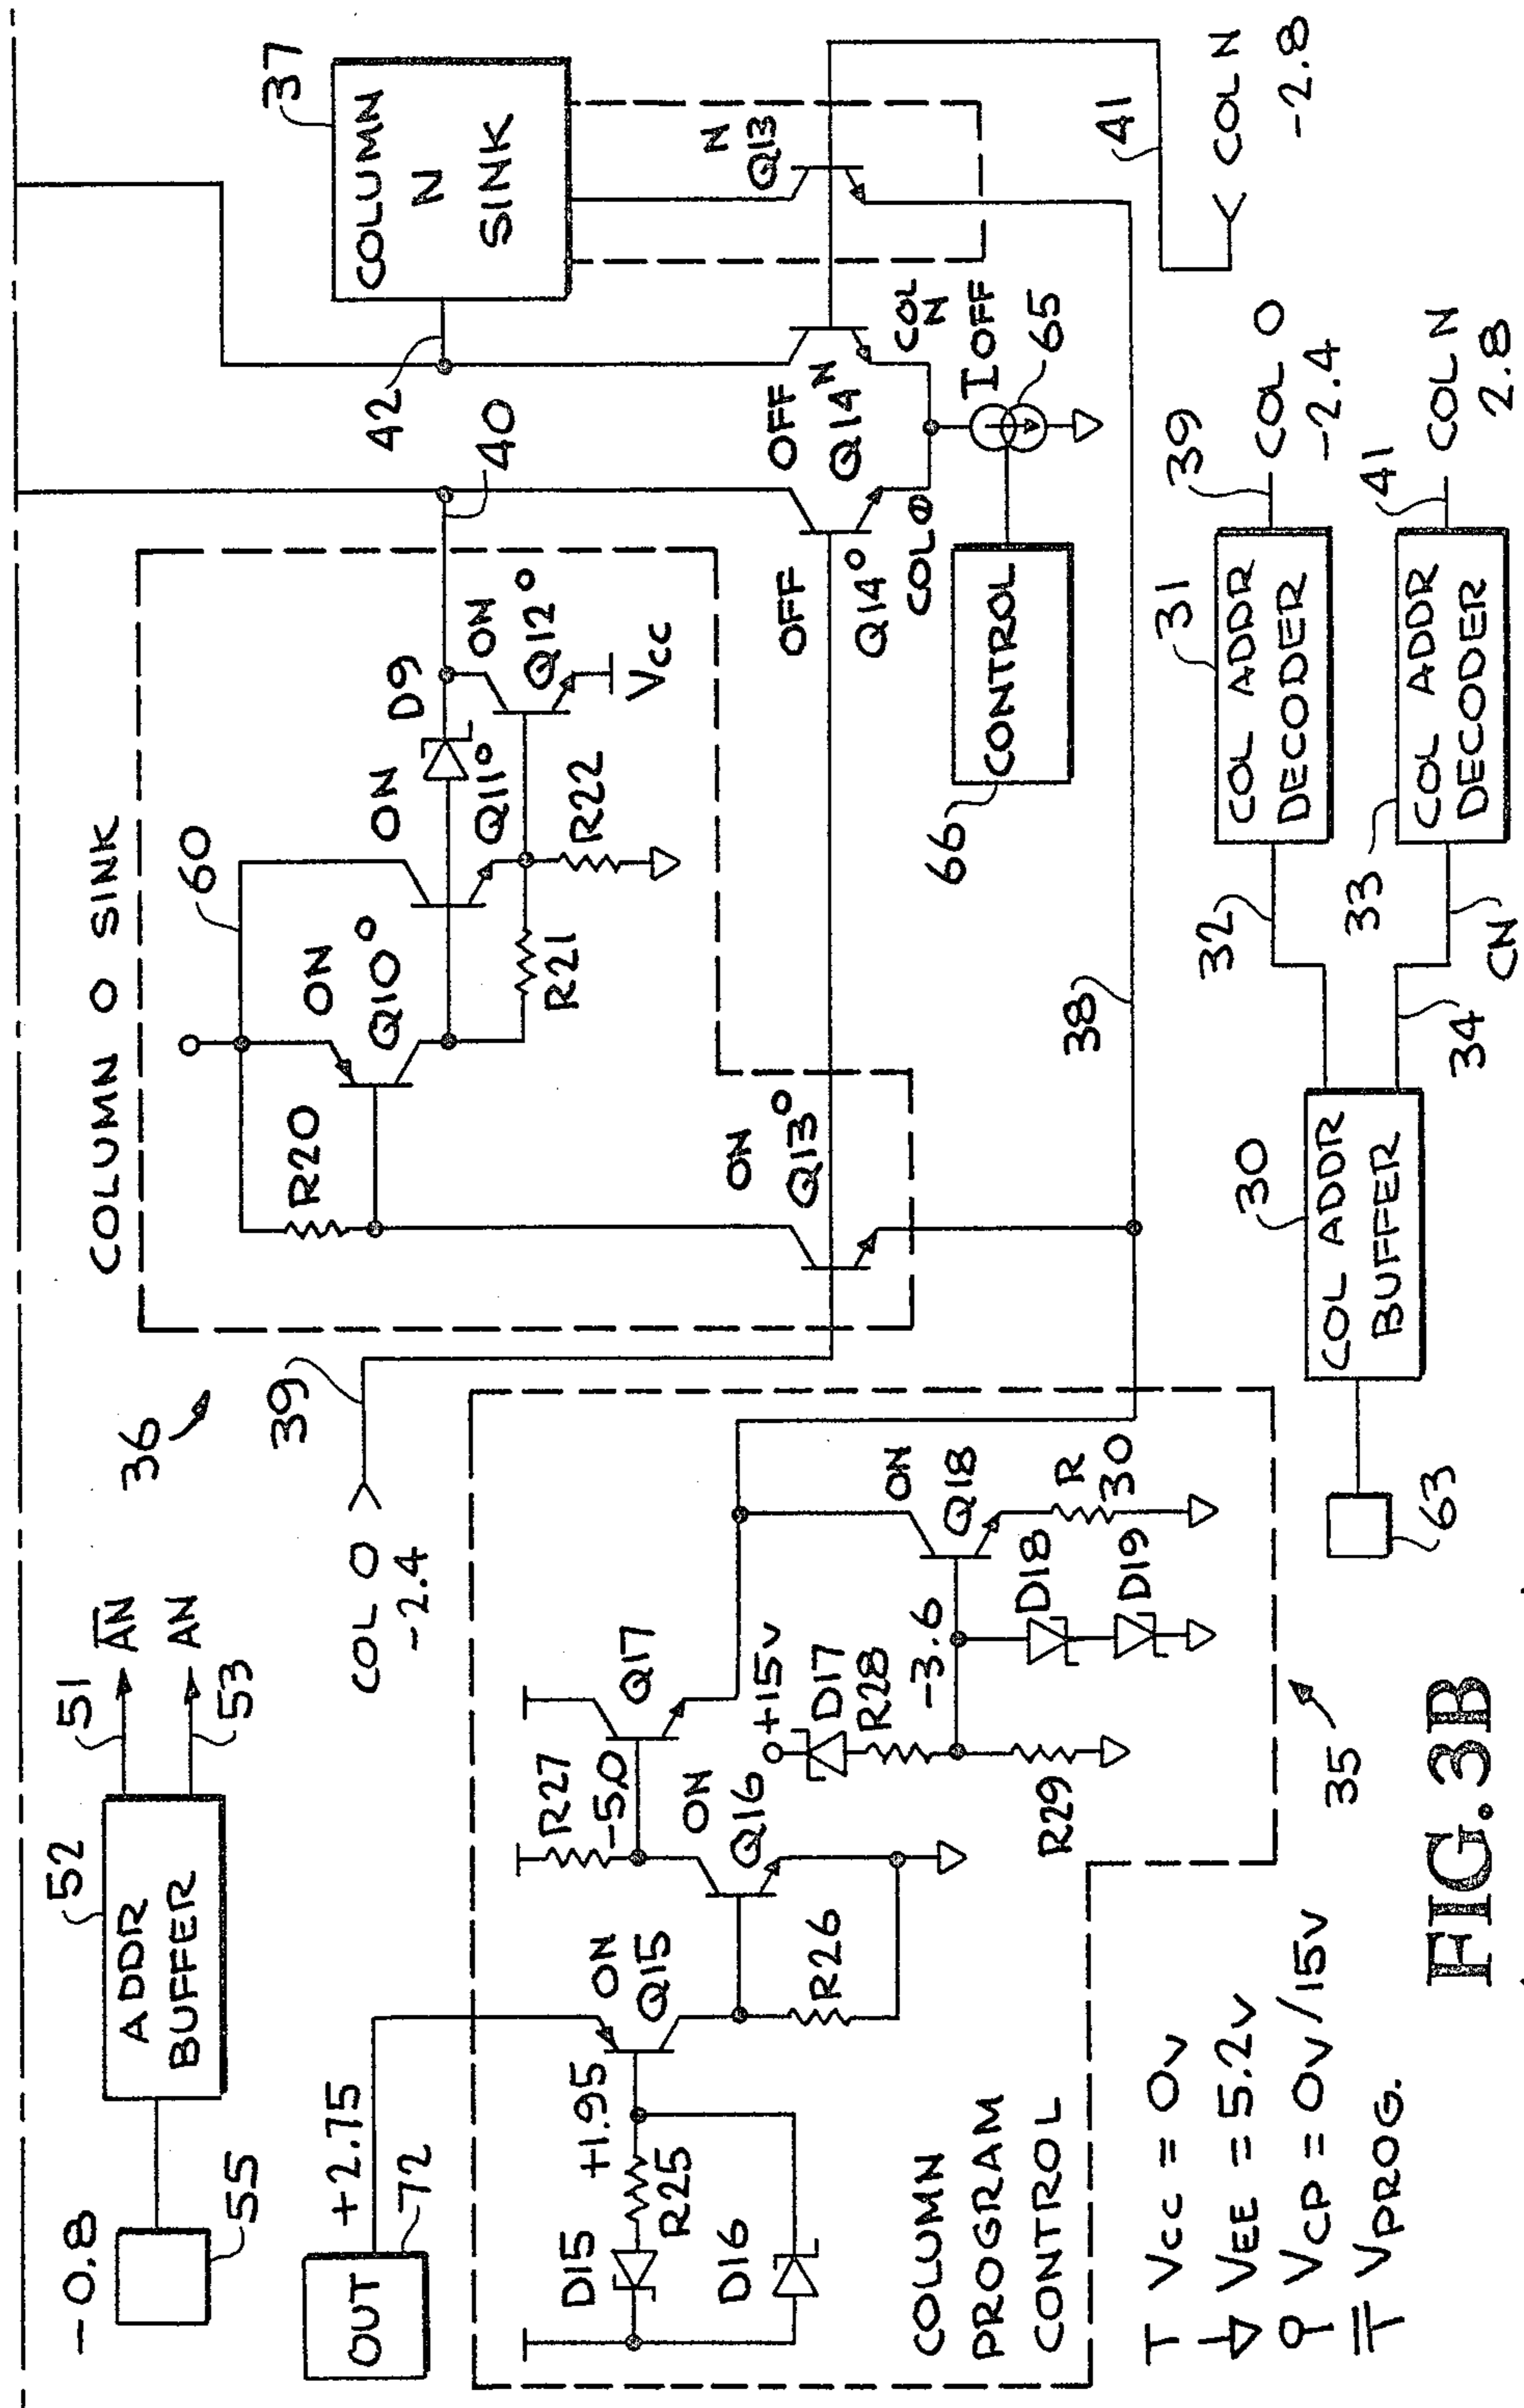 -0.8
55
ADDR
BUFFER
52
51
A̅N̅
AN
53
OUT
72
+2.75
36
COL O
-2.4
39
COLUMN O SINK
60
R20
ON
Q10°
R21
ON
Q11°
R22
D9
ON
Q12°
Vcc
40
42
COLUMN
N
SINK
37
N
Q13
ON
Q13°
OFF
Q14°
COL Ø
OFF
Q14N
COL
N
IOFF
65
CONTROL
66
38
41
COL N
-2.8
D15
R25
+1.95
D16
ON
Q15
R26
ON
Q16
R27
-5.0
Q17
+15V
D17
R28
-3.6
R29
ON
Q18
R
30
D18
D19
COLUMN
PROGRAM
CONTROL
35
63
COL ADDR
BUFFER
30
32
34
CN
COL ADDR
DECODER
31
39
COL O
-2.4
COL ADDR
DECODER
33
41
COL N
2.8
Vcc = 0V
VEE = 5.2V
VCP = 0V/15V
VPROG.
FIG. 3B